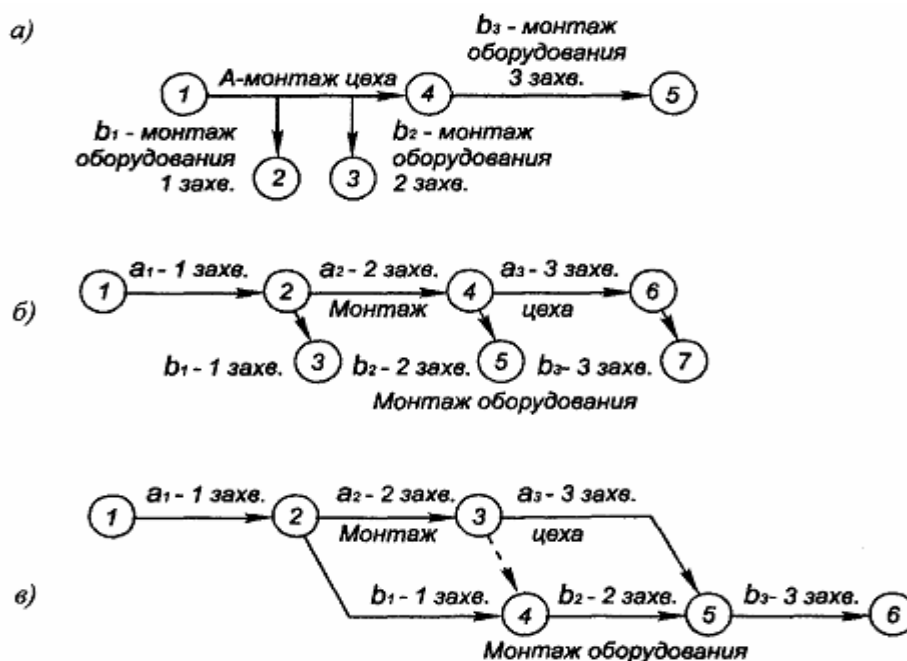 а)
b₃ - монтаж
оборудования
3 захв.
1 А-монтаж цеха 4 5
b₁ - монтаж
оборудования
1 захв.
2 3
b₂ - монтаж
оборудования
2 захв.
б)
a₁ - 1 захв. a₂ - 2 захв. a₃ - 3 захв.
1 2 4 6
Монтаж цеха
b₁ - 1 захв. 3 b₂ - 2 захв. 5 b₃- 3 захв. 7
Монтаж оборудования
a₁ - 1 захв. a₂ - 2 захв. a₃ - 3 захв.
1 2 3
Монтаж цеха
в)
b₁ - 1 захв. b₂ - 2 захв. b₃- 3 захв.
4 5 6
Монтаж оборудования